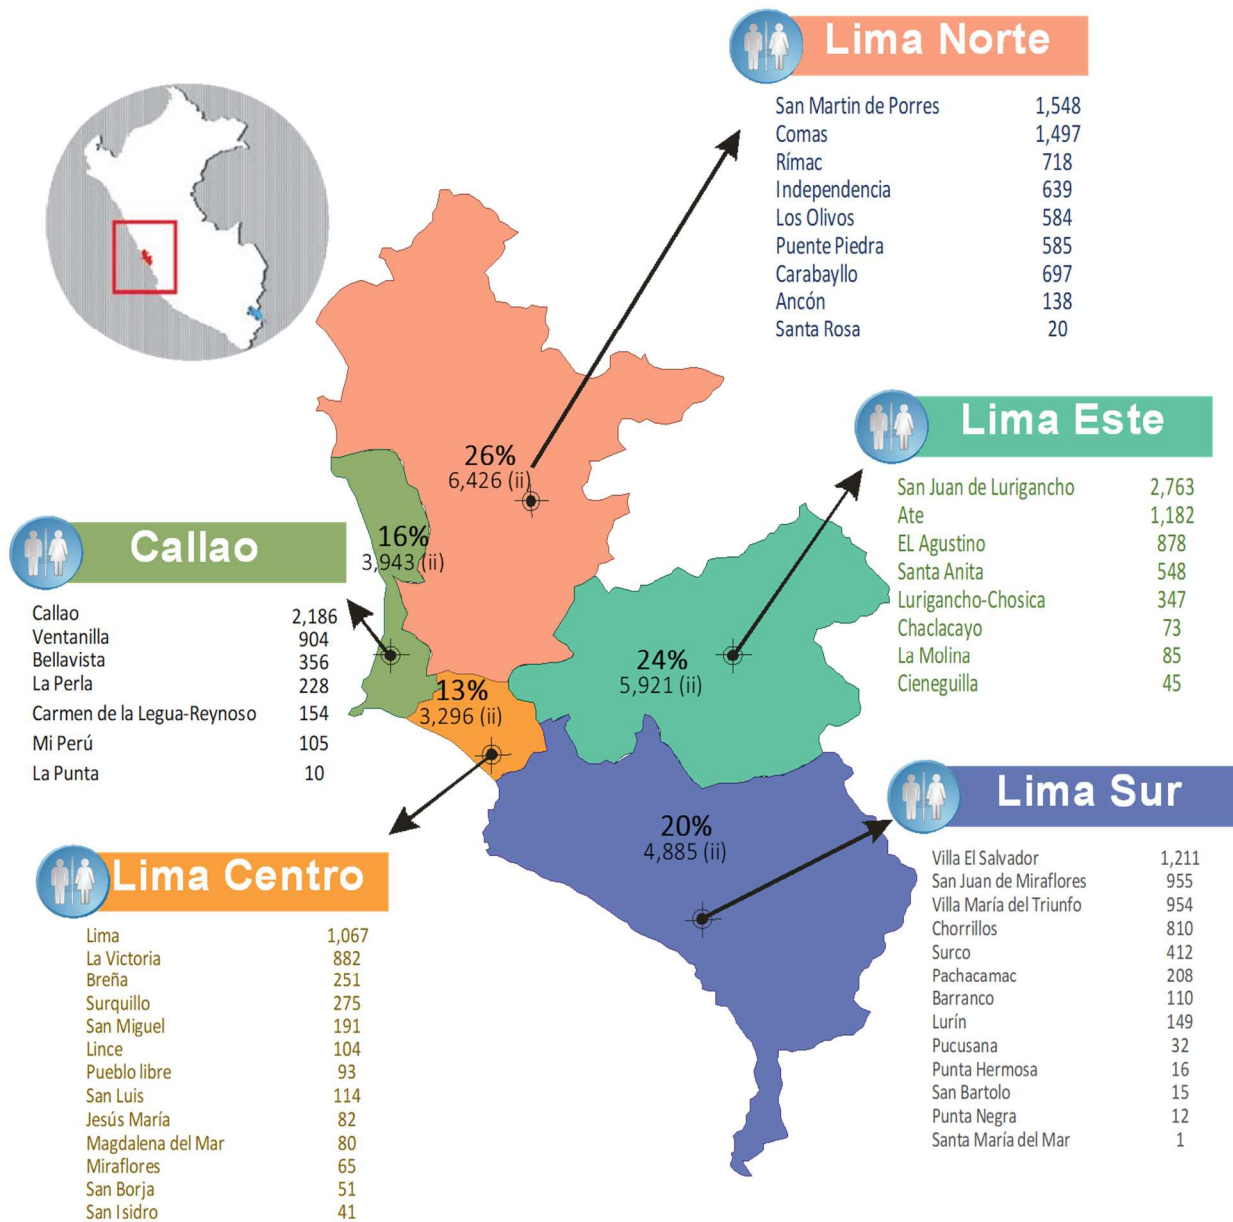 Lima Norte
San Martin de Porres 1,548
Comas 1,497
Rímac 718
Independencia 639
Los Olivos 584
Puente Piedra 585
Carabayllo 697
Ancón 138
Santa Rosa 20
26%
6,426 (ii)
Lima Este
San Juan de Lurigancho 2,763
Ate 1,182
EL Agustino 878
Santa Anita 548
Lurigancho-Chosica 347
Chaclacayo 73
La Molina 85
Cieneguilla 45
24%
5,921 (ii)
Callao
Callao 2,186
Ventanilla 904
Bellavista 356
La Perla 228
Carmen de la Legua-Reynoso 154
Mi Perú 105
La Punta 10
16%
3,943 (ii)
13%
3,296 (ii)
Lima Centro
Lima 1,067
La Victoria 882
Breña 251
Surquillo 275
San Miguel 191
Lince 104
Pueblo libre 93
San Luis 114
Jesús María 82
Magdalena del Mar 80
Miraflores 65
San Borja 51
San Isidro 41
20%
4,885 (ii)
Lima Sur
Villa El Salvador 1,211
San Juan de Miraflores 955
Villa María del Triunfo 954
Chorrillos 810
Surco 412
Pachacamac 208
Barranco 110
Lurín 149
Pucusana 32
Punta Hermosa 16
San Bartolo 15
Punta Negra 12
Santa María del Mar 1